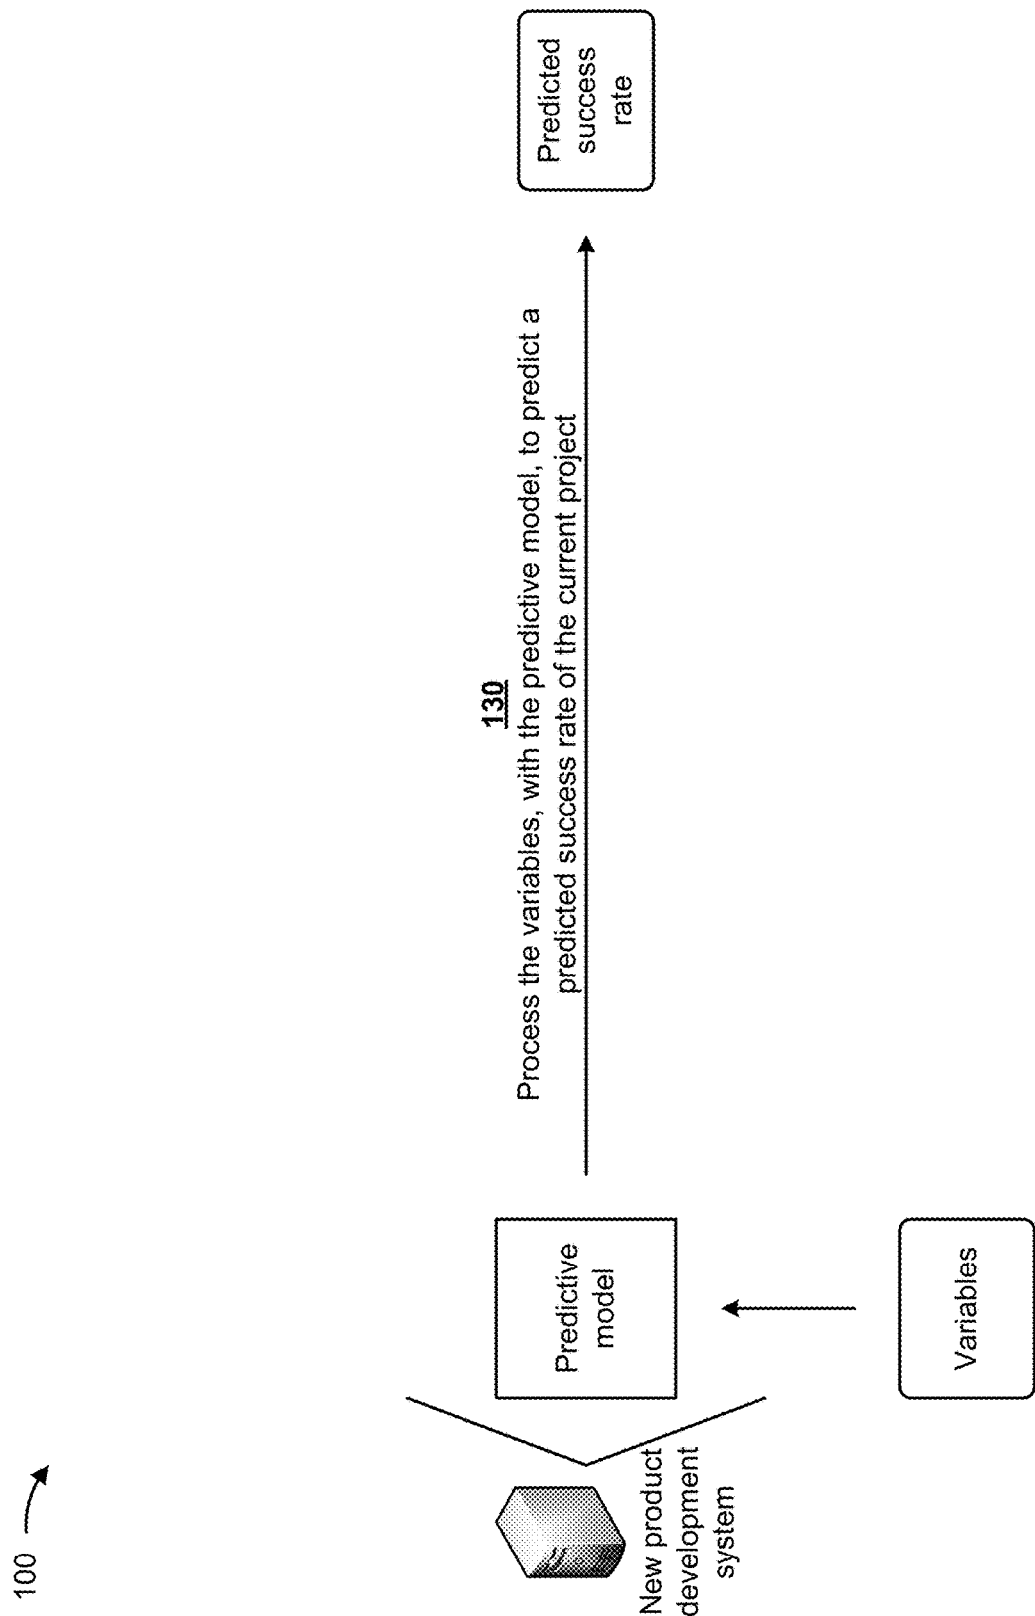 100
New product
development
system
Predictive
model
Variables
130
Process the variables, with the predictive model, to predict a
predicted success rate of the current project
Predicted
success
rate